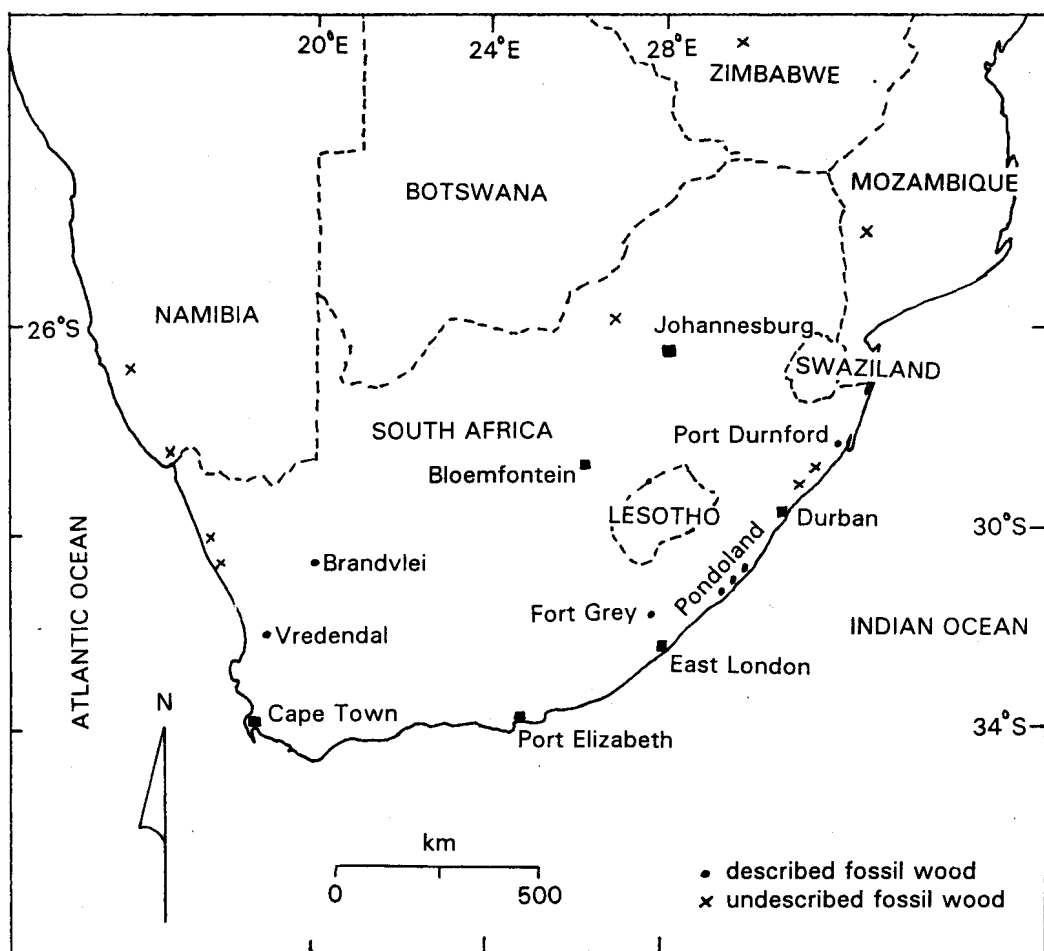 20°E
24°E
28°E
ZIMBABWE
BOTSWANA
MOZAMBIQUE
NAMIBIA
26°S
Johannesburg
SWAZILAND
SOUTH AFRICA
Port Durnford
Bloemfontein
LESOTHO
Durban
30°S
Brandvlei
Pondoland
Fort Grey
INDIAN OCEAN
ATLANTIC OCEAN
Vredendal
East London
N
Cape Town
Port Elizabeth
34°S
km
0 500
described fossil wood
x undescribed fossil wood